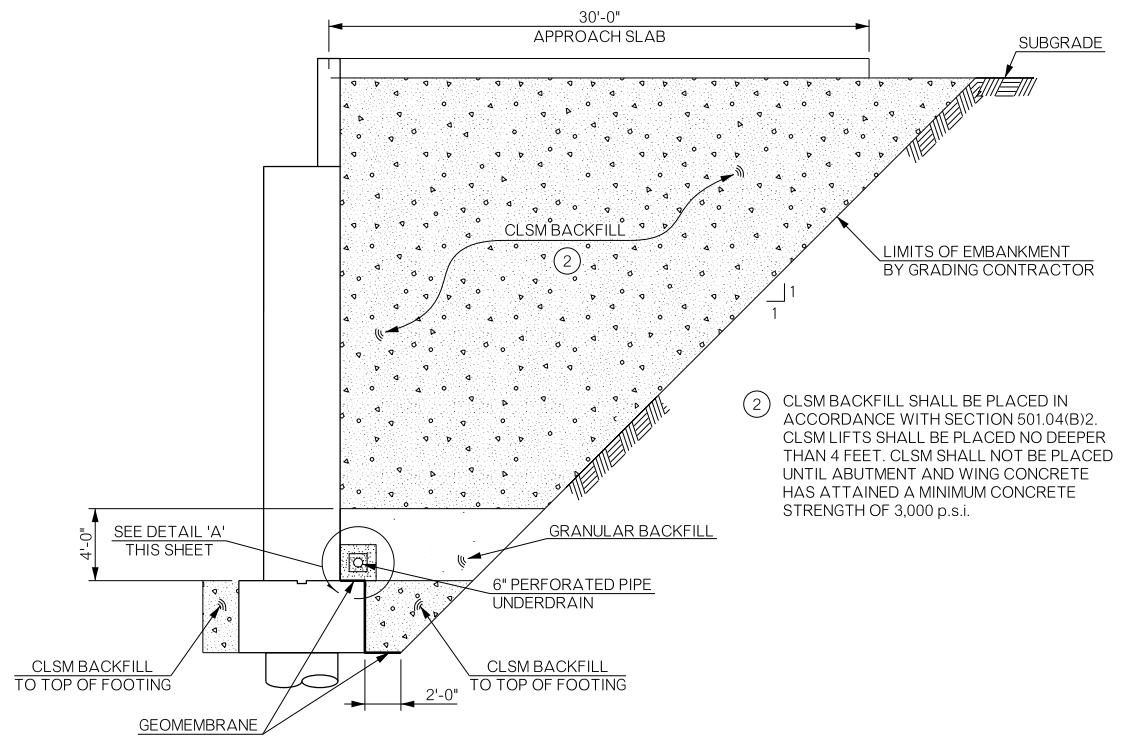 30'-0"
APPROACH SLAB
SUBGRADE
CLSM BACKFILL
2
LIMITS OF EMBANKMENT
BY GRADING CONTRACTOR
1
1
2 CLSM BACKFILL SHALL BE PLACED IN
ACCORDANCE WITH SECTION 501.04(B)2.
CLSM LIFTS SHALL BE PLACED NO DEEPER
THAN 4 FEET. CLSM SHALL NOT BE PLACED
UNTIL ABUTMENT AND WING CONCRETE
HAS ATTAINED A MINIMUM CONCRETE
STRENGTH OF 3,000 p.s.i.
4'-0"
SEE DETAIL 'A'
THIS SHEET
GRANULAR BACKFILL
6" PERFORATED PIPE
UNDERDRAIN
CLSM BACKFILL
TO TOP OF FOOTING
CLSM BACKFILL
TO TOP OF FOOTING
2'-0"
GEOMEMBRANE